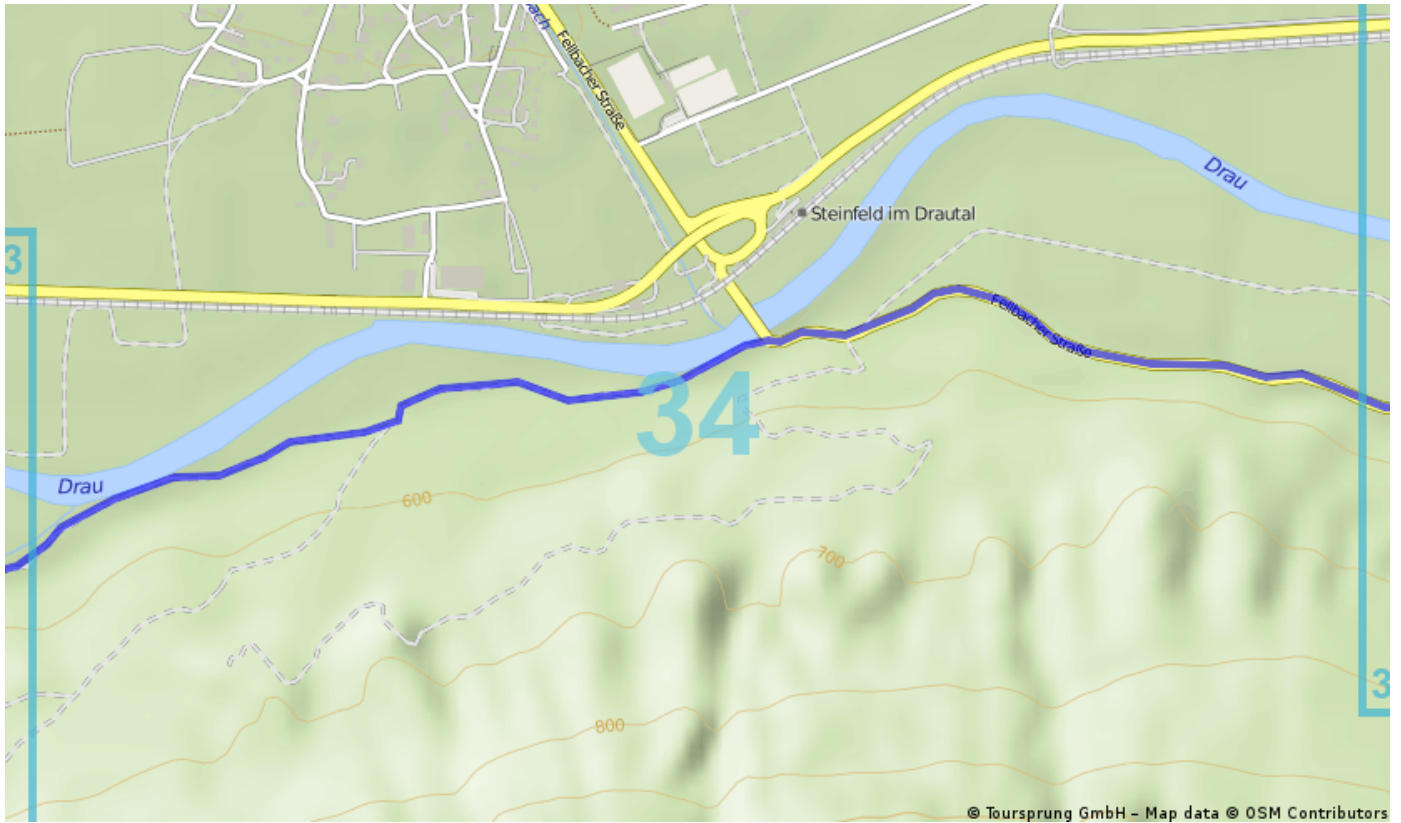 bach
Fellbacher Straße
Drau
Steinfeld im Drautal
3
Fellbacher Straße
34
Drau
600
700
3
800
© Toursprung GmbH – Map data © OSM Contributors